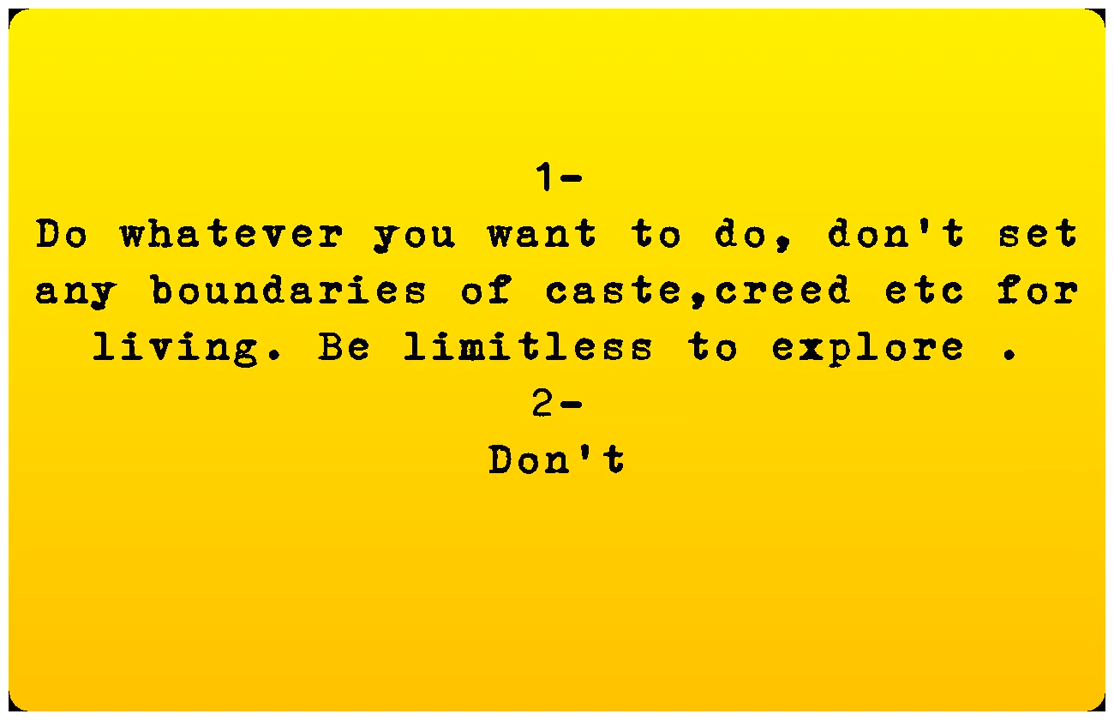 1-
Do whatever you want to do, don't set
any boundaries of caste,creed etc for
living. Be limitless to explore .
2-
Don't